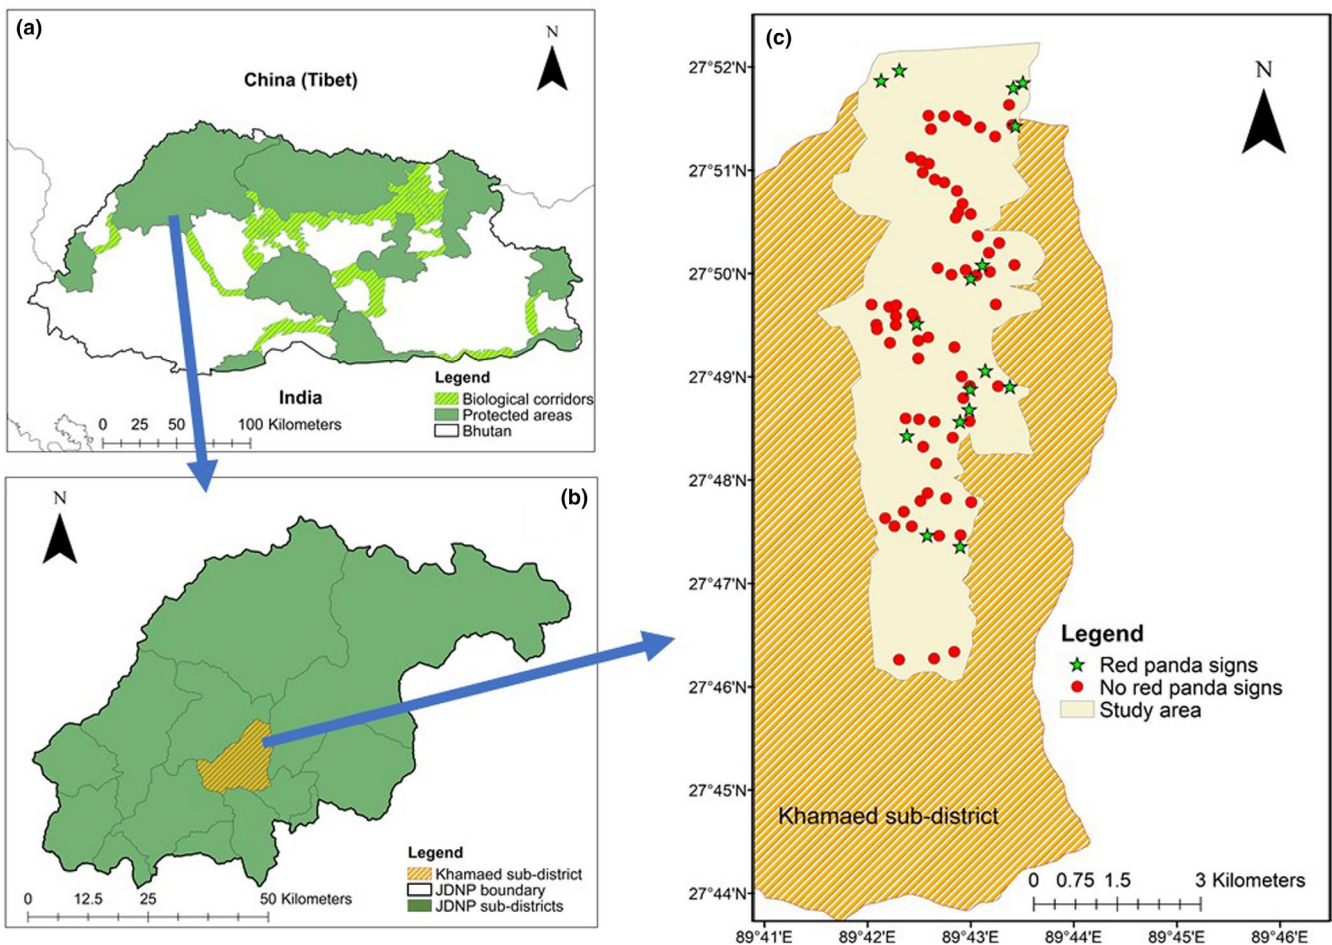 (a)
N
China (Tibet)
India
Legend
Biological corridors
Protected areas
Bhutan
0 25 50 100 Kilometers
(b)
N
Legend
Khamaed sub-district
JDNP boundary
JDNP sub-districts
0 12.5 25 50 Kilometers
(c)
N
27°52'N
27°51'N
27°50'N
27°49'N
27°48'N
27°47'N
27°46'N
27°45'N
27°44'N
Legend
Red panda signs
No red panda signs
Study area
Khamaed sub-district
0 0.75 1.5 3 Kilometers
89°41'E 89°42'E 89°43'E 89°44'E 89°45'E 89°46'E